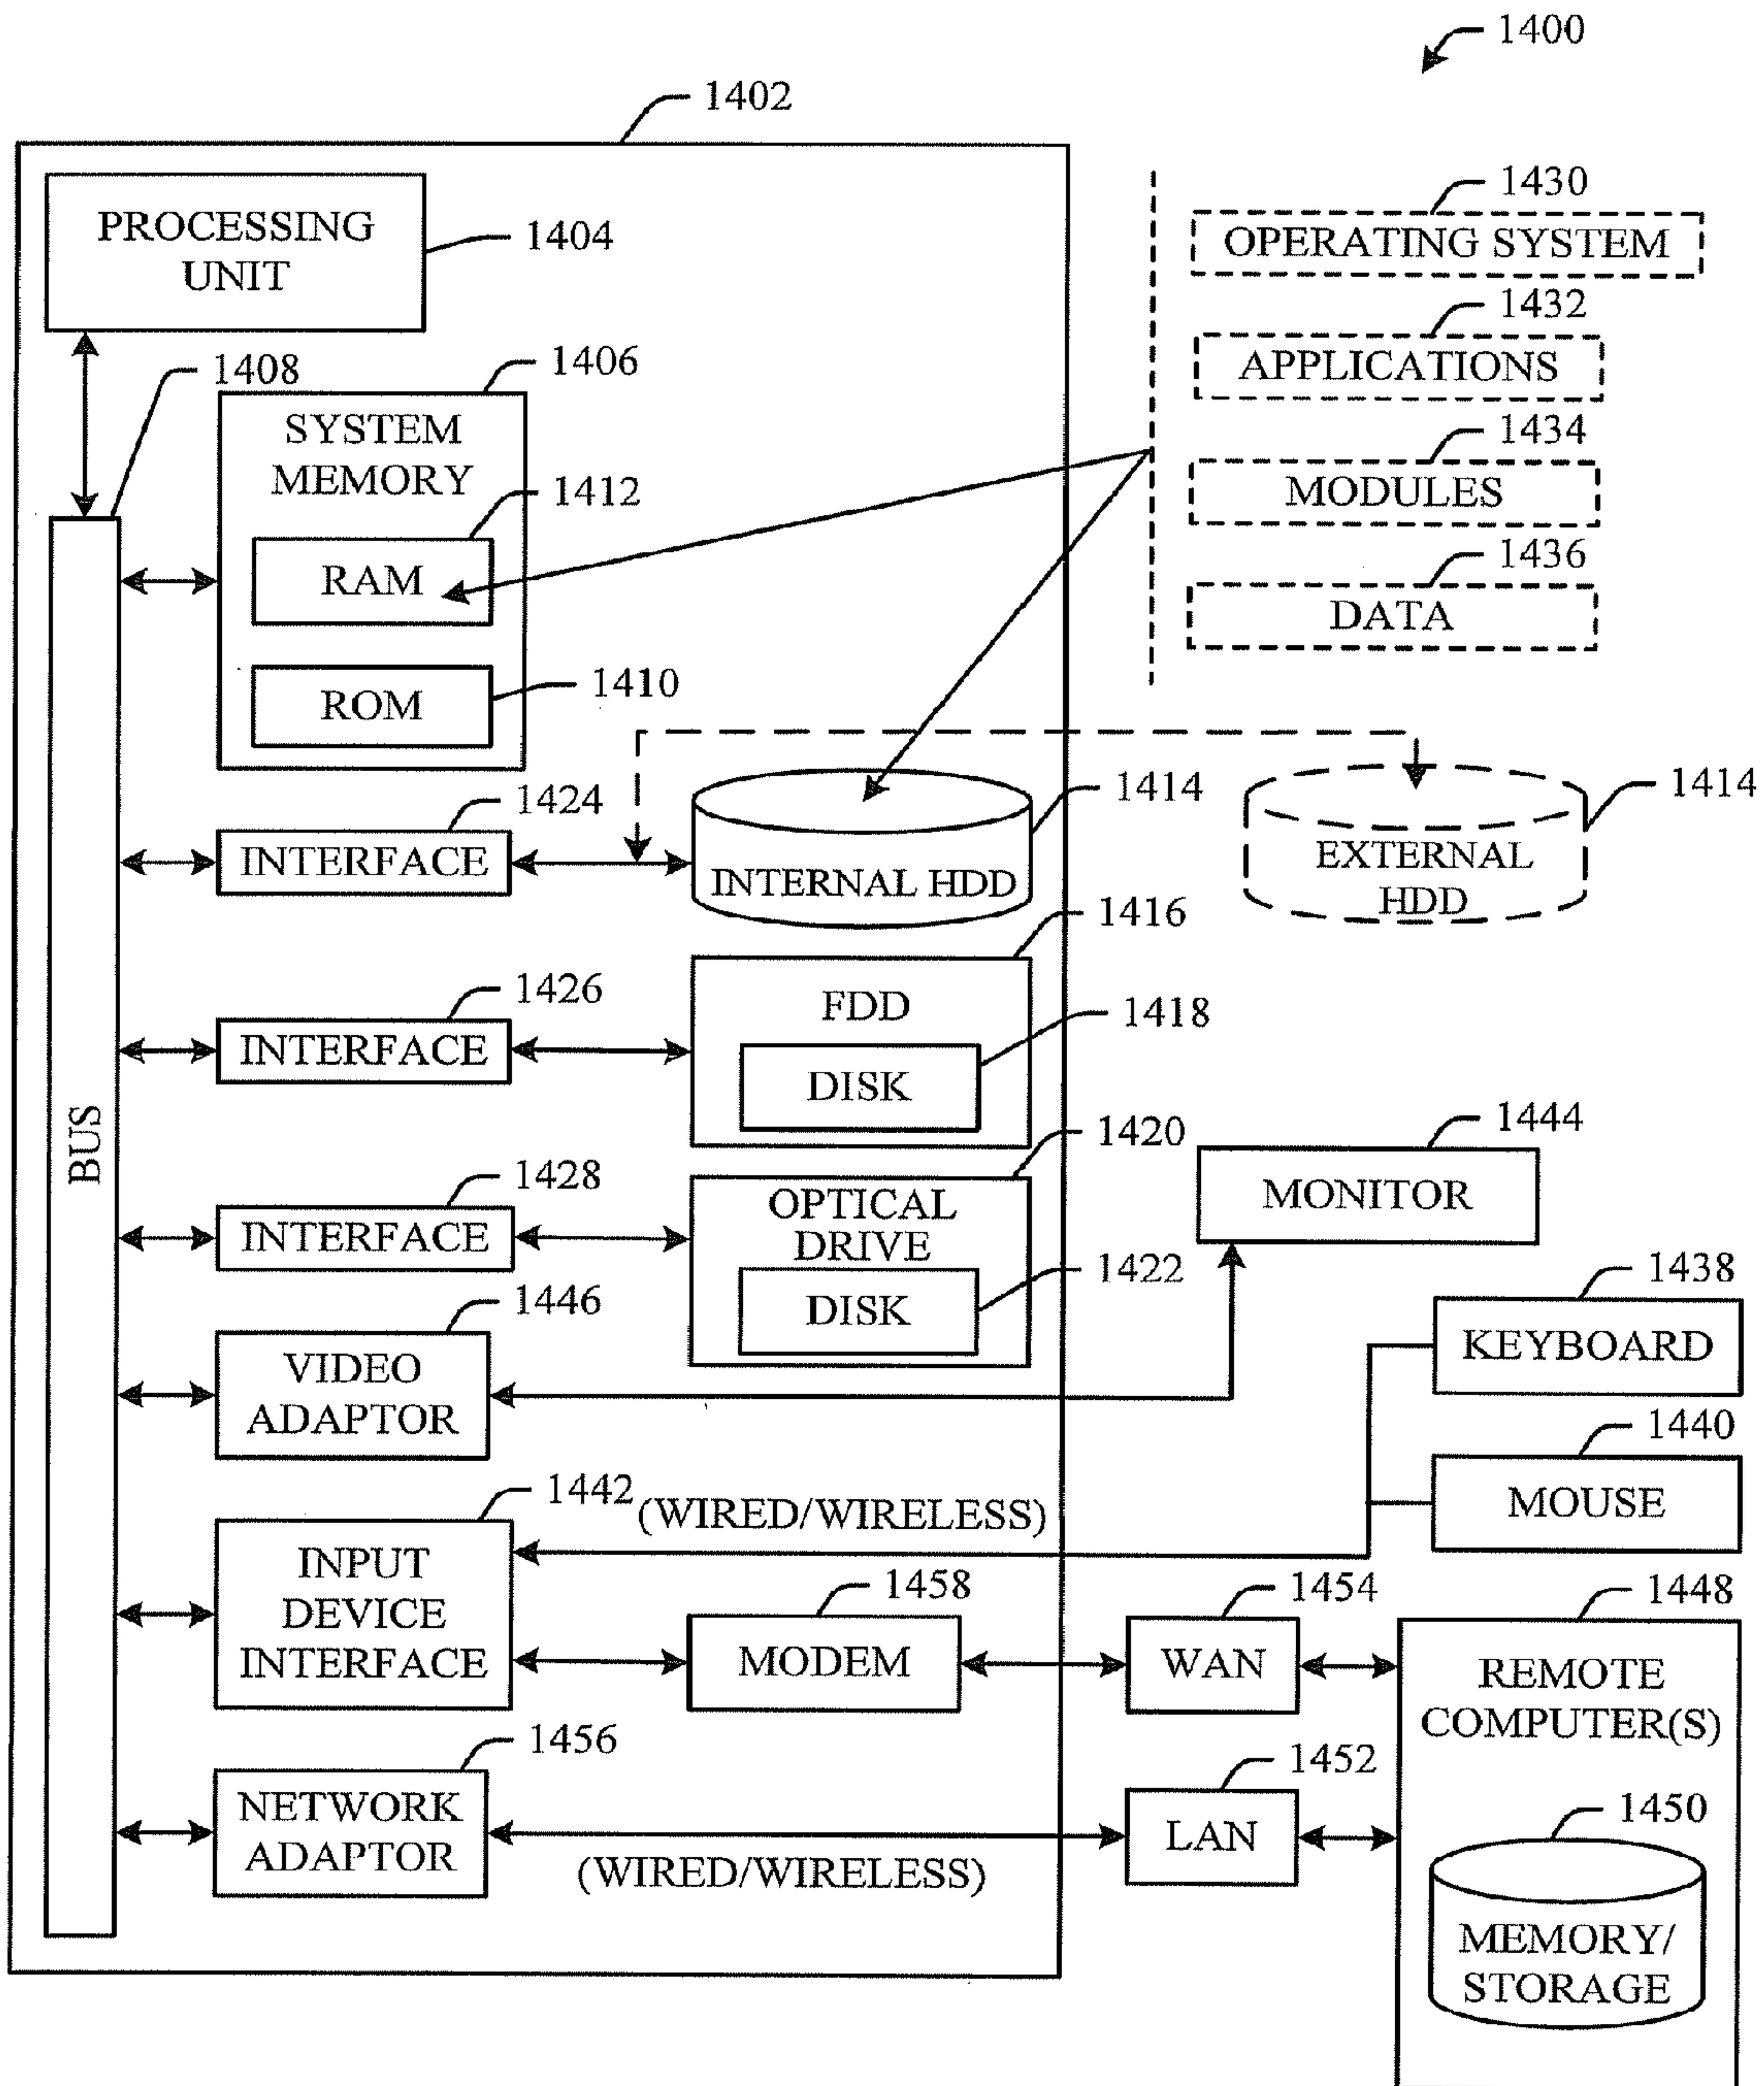 1400
1402
PROCESSING
UNIT
1404
1408
1406
SYSTEM
MEMORY
1412
RAM
1410
ROM
1430
OPERATING SYSTEM
1432
APPLICATIONS
1434
MODULES
1436
DATA
1424
INTERFACE
1414
INTERNAL HDD
1414
EXTERNAL
HDD
1426
INTERFACE
1416
FDD
1418
DISK
BUS
1428
INTERFACE
1420
OPTICAL
DRIVE
1422
DISK
1444
MONITOR
1446
VIDEO
ADAPTOR
1438
KEYBOARD
1440
MOUSE
1442
(WIRED/WIRELESS)
INPUT
DEVICE
INTERFACE
1458
MODEM
1454
WAN
1448
REMOTE
COMPUTER(S)
1456
NETWORK
ADAPTOR
(WIRED/WIRELESS)
1452
LAN
1450
MEMORY/
STORAGE